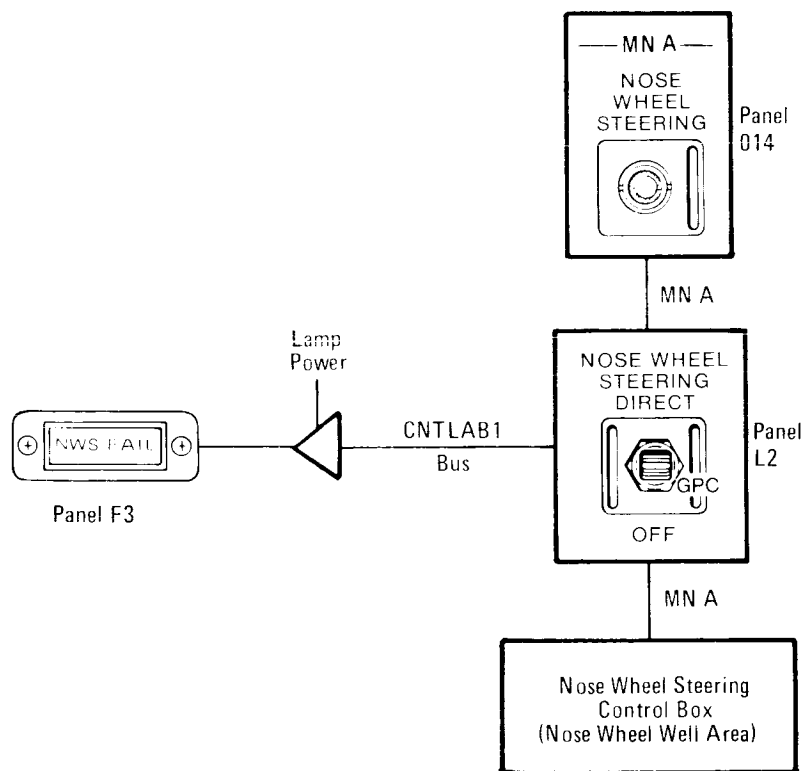 MN A
NOSE
WHEEL
STEERING
Panel
014
MN A
Lamp
Power
NOSE WHEEL
STEERING
DIRECT
GPC
OFF
Panel
L2
CNTLAB1
Bus
NWS FAIL
Panel F3
MN A
Nose Wheel Steering
Control Box
(Nose Wheel Well Area)